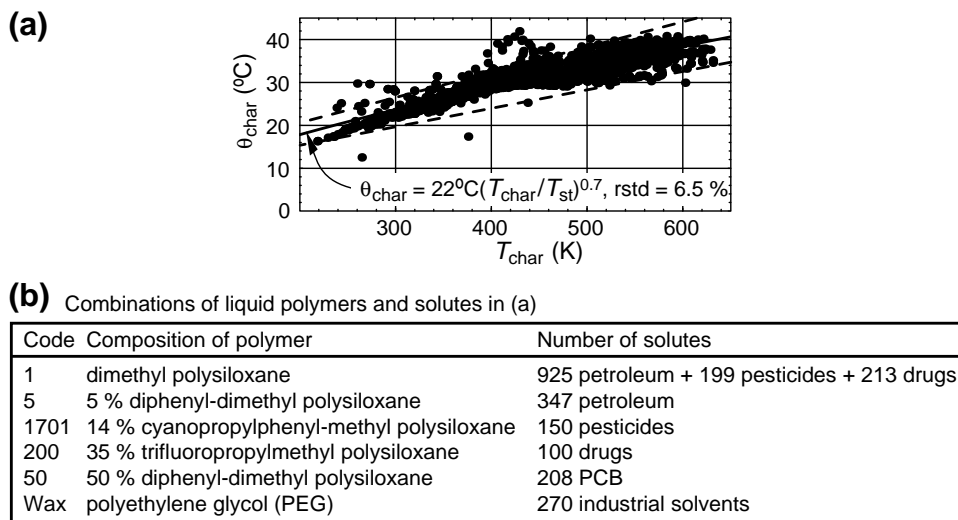 (a)
40
30
20
10
0
θchar (ºC)
θchar = 22ºC(Tchar/Tst)0.7, rstd = 6.5 %
300 400 500 600
Tchar (K)
(b) Combinations of liquid polymers and solutes in (a)
Code Composition of polymer Number of solutes
1 dimethyl polysiloxane 925 petroleum + 199 pesticides + 213 drugs
5 5 % diphenyl-dimethyl polysiloxane 347 petroleum
1701 14 % cyanopropylphenyl-methyl polysiloxane 150 pesticides
200 35 % trifluoropropylmethyl polysiloxane 100 drugs
50 50 % diphenyl-dimethyl polysiloxane 208 PCB
Wax polyethylene glycol (PEG) 270 industrial solvents